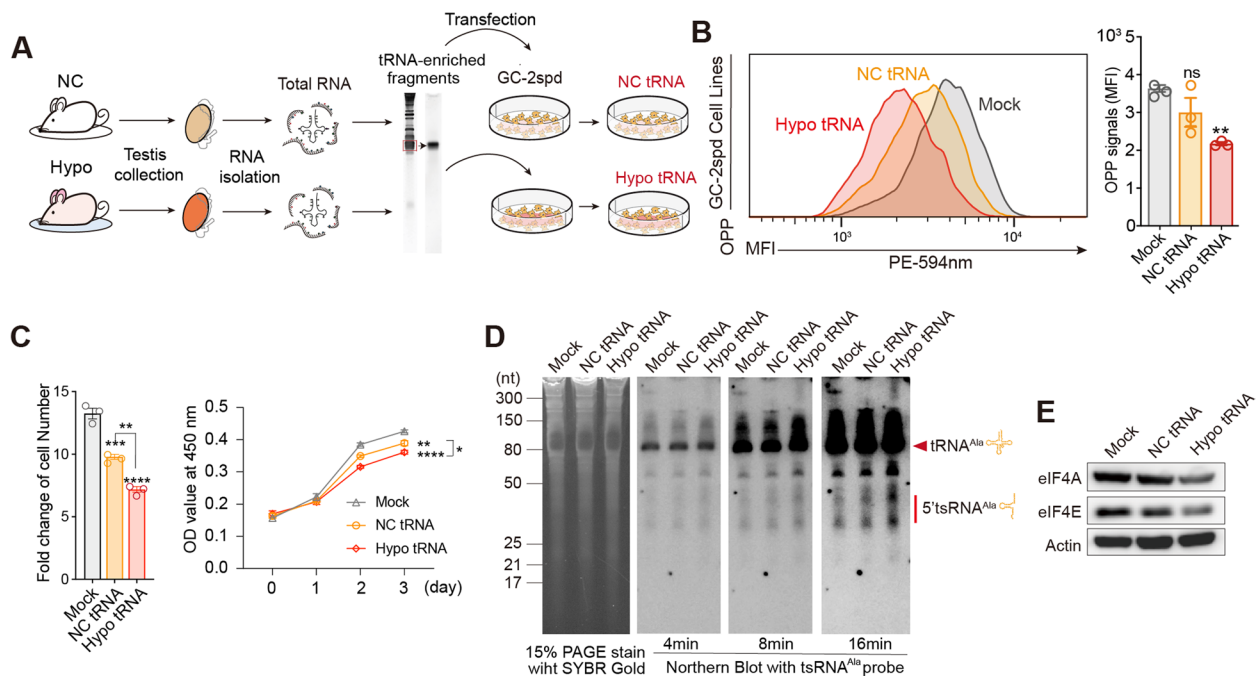 A
NC
Hypo
Testis
collection
RNA
isolation
Total RNA
tRNA-enriched
fragments
Transfection
GC-2spd
NC tRNA
Hypo tRNA
B
GC-2spd Cell Lines
OPP
NC tRNA
Mock
Hypo tRNA
10³
10⁴
MFI
PE-594nm
10³ 5
4
3
2
1
0
OPP signals (MFI)
ns
**
Mock
NC tRNA
Hypo tRNA
C
Fold change of cell Number
15
10
5
0
***
**
****
Mock
NC tRNA
Hypo tRNA
OD value at 450 nm
0.5
0.4
0.3
0.2
0.1
0.0
**
****
*
Mock
NC tRNA
Hypo tRNA
0 1 2 3 (day)
D
Mock NC tRNA Hypo tRNA Mock NC tRNA Hypo tRNA Mock NC tRNA Hypo tRNA Mock NC tRNA Hypo tRNA
(nt)
300
150
80
50
25
21
17
tRNAᴬˡᵃ
5'tsRNAᴬˡᵃ
15% PAGE stain
wiht SYBR Gold
4min 8min 16min
Northern Blot with tsRNAᴬˡᵃ probe
E
Mock NC tRNA Hypo tRNA
eIF4A
eIF4E
Actin